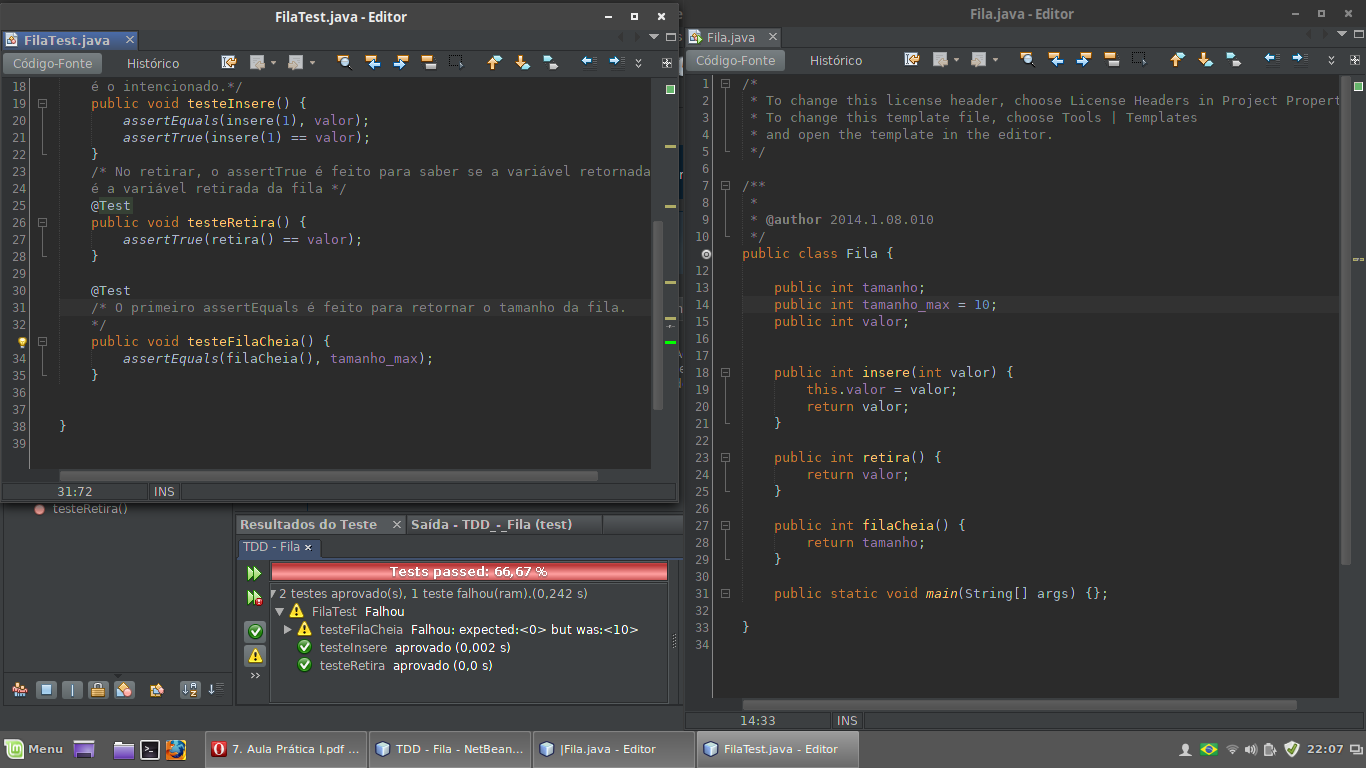 FilaTest.java - Editor
FilaTest.java
Código-Fonte
Histórico
18 é o intencionado.*/
19 public void testeInsere() {
20 assertEquals(insere(1), valor);
21 assertTrue(insere(1) == valor);
22 }
23 /* No retirar, o assertTrue é feito para saber se a variável retornada
24 é a variável retirada da fila */
25 @Test
26 public void testeRetira() {
27 assertTrue(retira() == valor);
28 }
29
30 @Test
31 /* O primeiro assertEquals é feito para retornar o tamanho da fila.
32 */
public void testeFilaCheia() {
34 assertEquals(filaCheia(), tamanho_max);
35 }
36
37
38 }
39
31:72
INS
testeRetira()
Resultados do Teste
Saída - TDD_-_Fila (test)
TDD - Fila
Tests passed: 66,67 %
2 testes aprovado(s), 1 teste falhou(ram).(0,242 s)
FilaTest Falhou
testeFilaCheia Falhou: expected:<0> but was:<10>
testeInsere aprovado (0,002 s)
testeRetira aprovado (0,0 s)
>>
Fila.java - Editor
Fila.java
Código-Fonte
Histórico
1 /*
2 * To change this license header, choose License Headers in Project Propert
3 * To change this template file, choose Tools | Templates
4 * and open the template in the editor.
5 */
6
7 /**
8 *
9 * @author 2014.1.08.010
10 */
public class Fila {
12
13 public int tamanho;
14 public int tamanho_max = 10;
15 public int valor;
16
17
18 public int insere(int valor) {
19 this.valor = valor;
20 return valor;
21 }
22
23 public int retira() {
24 return valor;
25 }
26
27 public int filaCheia() {
28 return tamanho;
29 }
30
31 public static void main(String[] args) {};
32
33 }
34
14:33
INS
Menu
7. Aula Prática I.pdf ...
TDD - Fila - NetBean...
|Fila.java - Editor
FilaTest.java - Editor
22:07